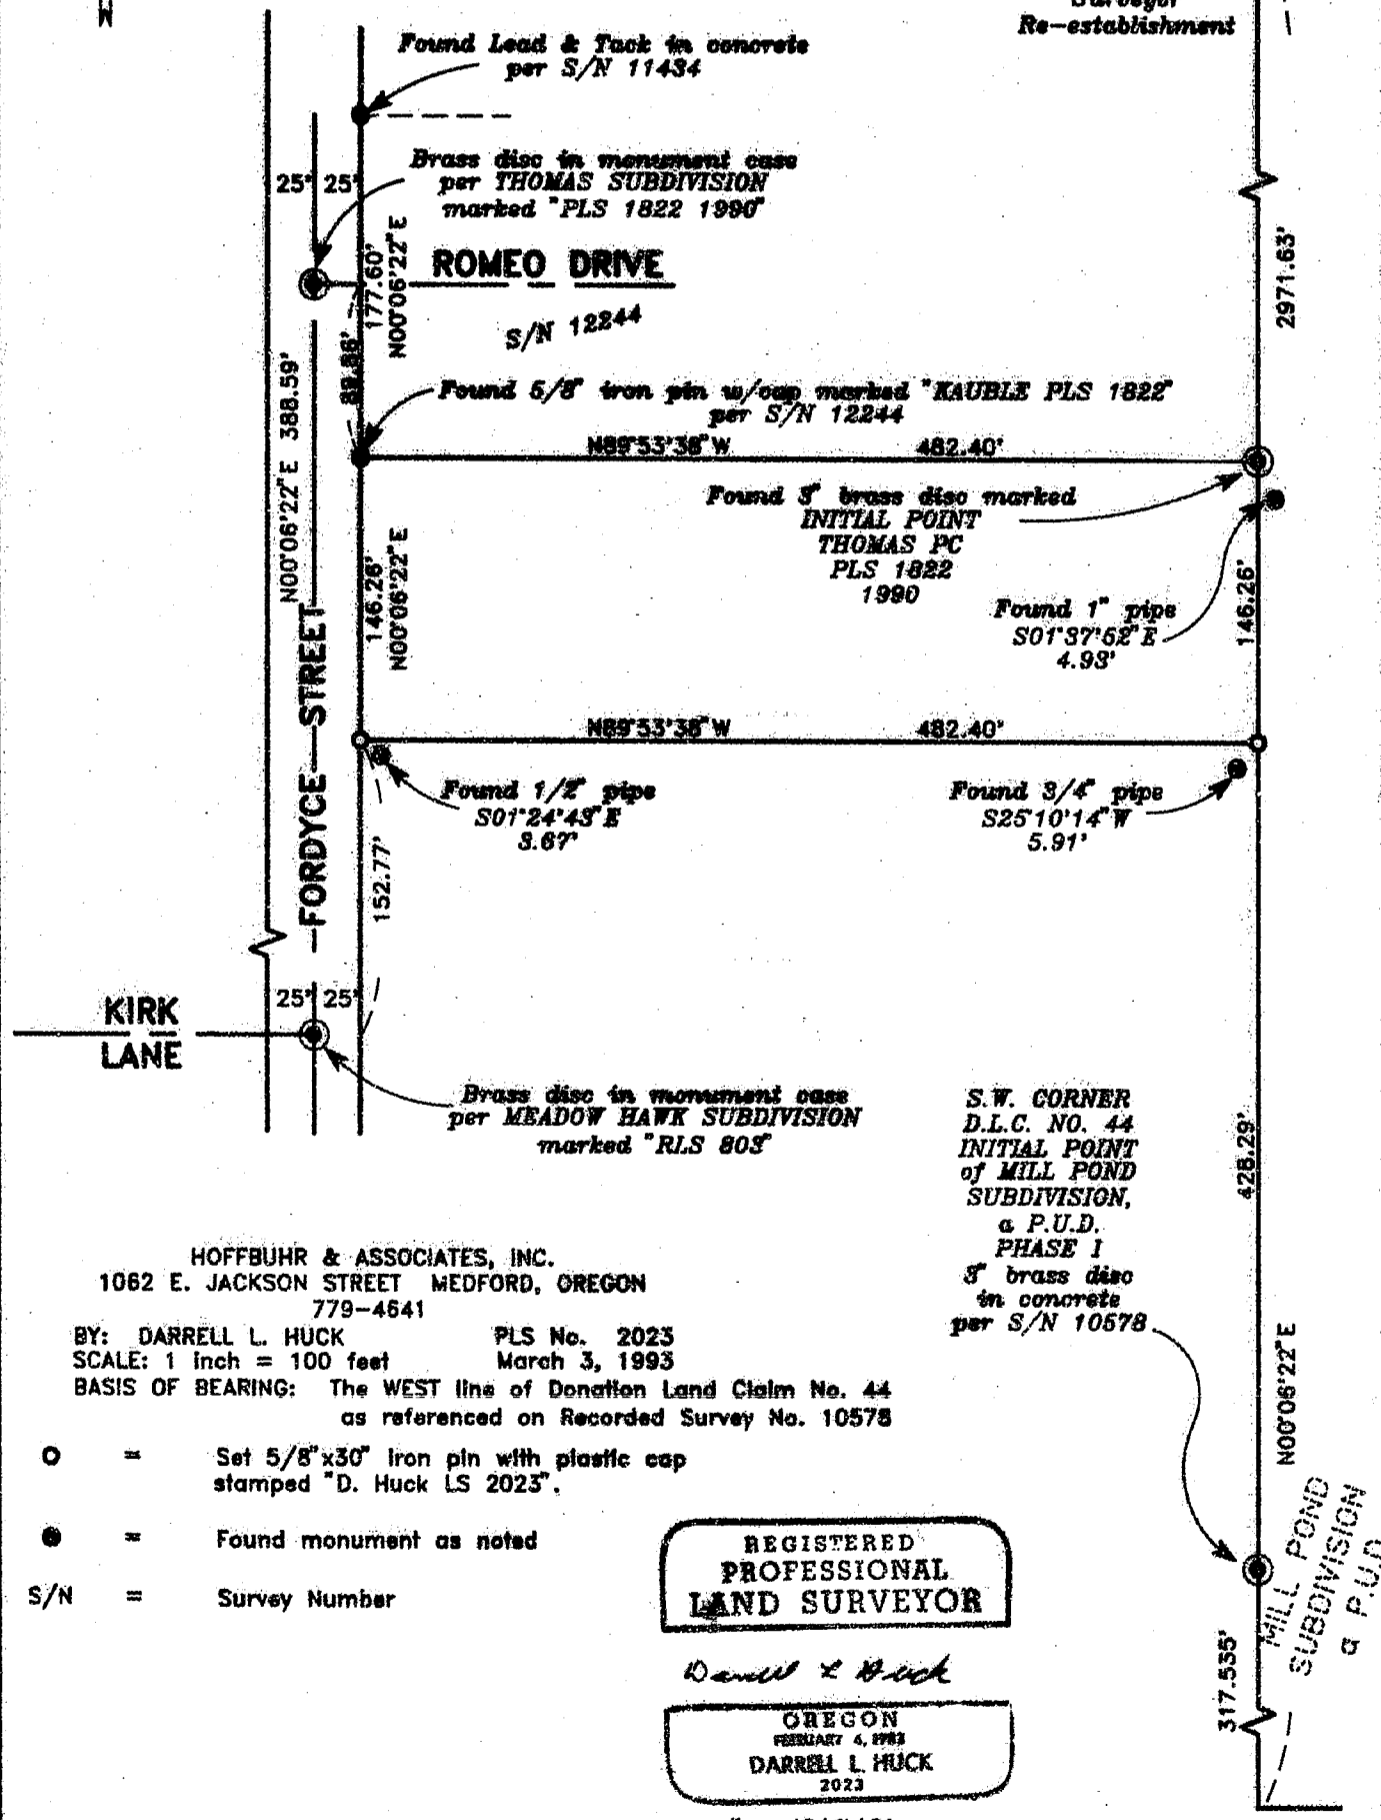 Surveyor
Re-establishment
Found Lead & Tack in concrete
per S/N 11434
Brass disc in monument case
per THOMAS SUBDIVISION
marked "PLS 1822 1990"
25' 25'
177.60'
N00°06'22"E
ROMEO DRIVE
S/N 12244
2971.63'
N00°06'22"E 388.59'
Found 5/8" iron pin w/cap marked "KAUBLE PLS 1822"
per S/N 12244
N89°53'38"W 482.40'
Found 3" brass disc marked
INITIAL POINT
THOMAS PC
PLS 1822
1990
146.26'
N00°06'22"E
Found 1" pipe
S01°37'52"E
4.93'
146.26'
N89°53'38"W 482.40'
Found 1/2" pipe
S01°24'43"E
3.67'
Found 3/4" pipe
S25°10'14"W
5.91'
FORDYCE STREET
152.77'
25' 25'
KIRK
LANE
Brass disc in monument case
per MEADOW HAWK SUBDIVISION
marked "RLS 803"
S.W. CORNER
D.L.C. NO. 44
INITIAL POINT
of MILL POND
SUBDIVISION,
a P.U.D.
PHASE I
3" brass disc
in concrete
per S/N 10578
428.29'
N00°06'22"E
HOFFBUHR & ASSOCIATES, INC.
1062 E. JACKSON STREET MEDFORD, OREGON
779-4641
BY: DARRELL L. HUCK PLS No. 2023
SCALE: 1 inch = 100 feet March 3, 1993
BASIS OF BEARING: The WEST line of Donation Land Claim No. 44
as referenced on Recorded Survey No. 10578
O = Set 5/8"x30" iron pin with plastic cap
stamped "D. Huck LS 2023".
● = Found monument as noted
S/N = Survey Number
MILL POND
SUBDIVISION
a P.U.D.
317.535'
REGISTERED
PROFESSIONAL
LAND SURVEYOR
Darrell L Huck
OREGON
FEBRUARY 4, 1983
DARRELL L. HUCK
2023